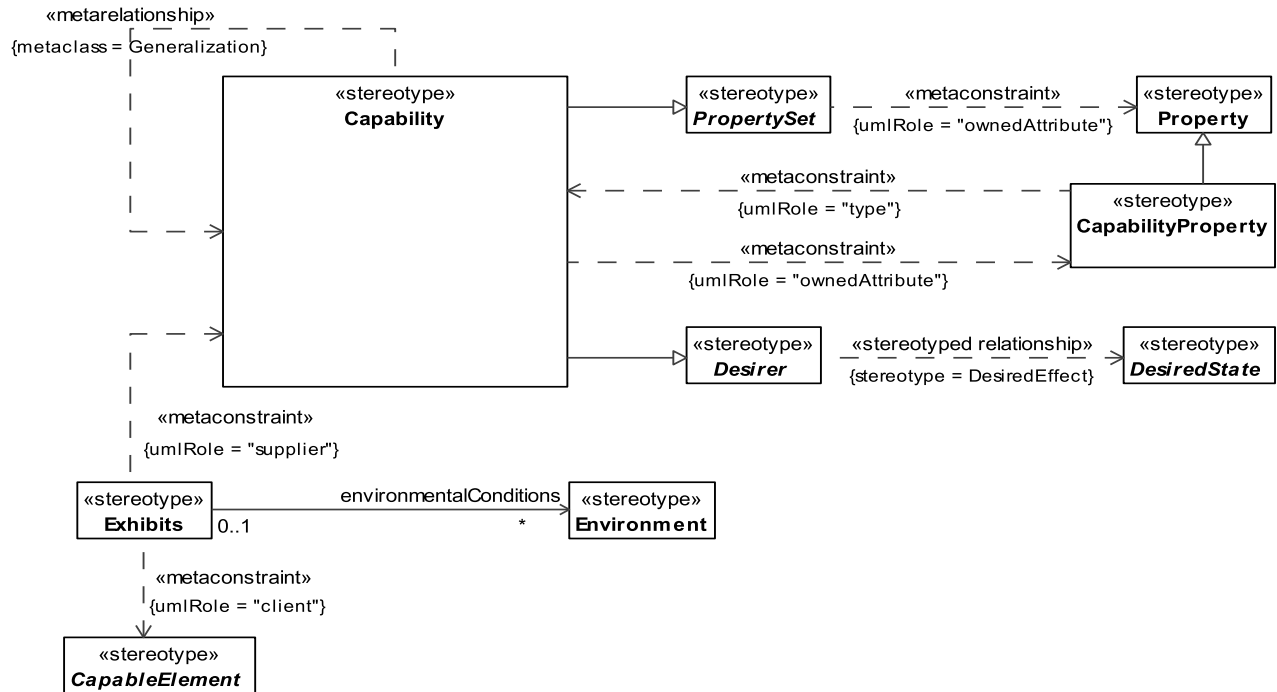 «metarelationship»
{metaclass = Generalization}
«stereotype»
Capability
«stereotype»
PropertySet
«metaconstraint»
{umlRole = "ownedAttribute"}
«stereotype»
Property
«metaconstraint»
{umlRole = "type"}
«stereotype»
CapabilityProperty
«metaconstraint»
{umlRole = "ownedAttribute"}
«stereotype»
Desirer
«stereotyped relationship»
{stereotype = DesiredEffect}
«stereotype»
DesiredState
«metaconstraint»
{umlRole = "supplier"}
«stereotype»
Exhibits
environmentalConditions
0..1
*
«stereotype»
Environment
«metaconstraint»
{umlRole = "client"}
«stereotype»
CapableElement